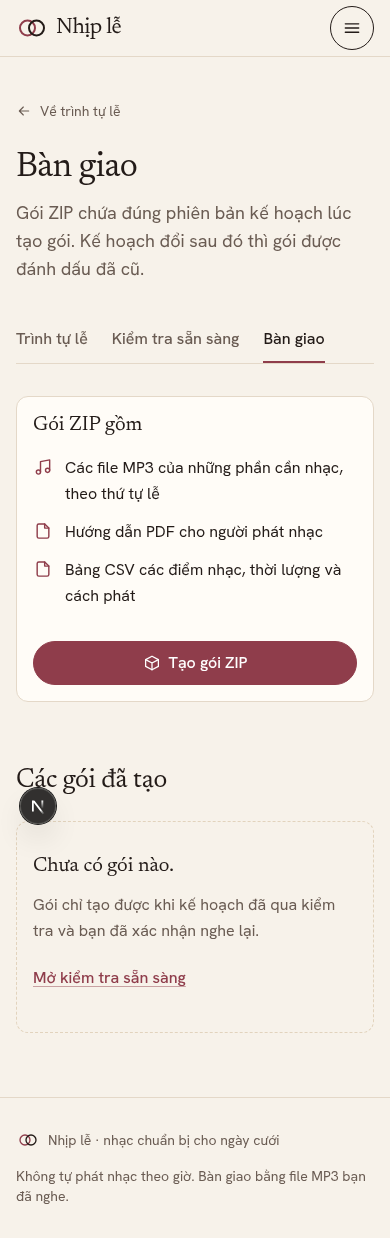 Nhịp lễ
← Về trình tự lễ
Bàn giao
Gói ZIP chứa đúng phiên bản kế hoạch lúc
tạo gói. Kế hoạch đổi sau đó thì gói được
đánh dấu đã cũ.
Trình tự lễ Kiểm tra sẵn sàng Bàn giao
Gói ZIP gồm
Các file MP3 của những phần cần nhạc,
theo thứ tự lễ
Hướng dẫn PDF cho người phát nhạc
Bảng CSV các điểm nhạc, thời lượng và
cách phát
Tạo gói ZIP
Các gói đã tạo
N
Chưa có gói nào.
Gói chỉ tạo được khi kế hoạch đã qua kiểm
tra và bạn đã xác nhận nghe lại.
Mở kiểm tra sẵn sàng
Nhịp lễ · nhạc chuẩn bị cho ngày cưới
Không tự phát nhạc theo giờ. Bàn giao bằng file MP3 bạn
đã nghe.